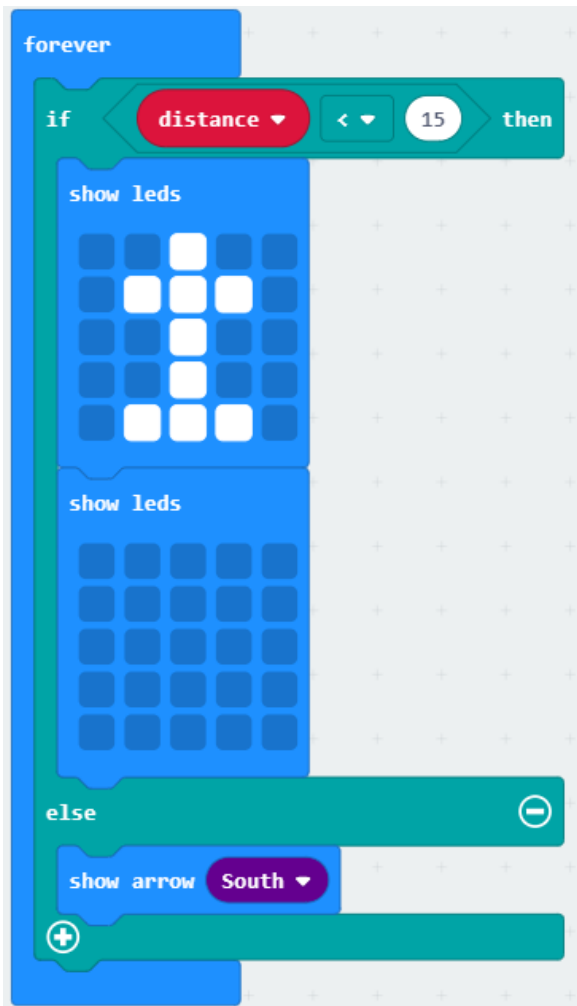 forever
if distance < 15 then
show leds
show leds
else
show arrow South